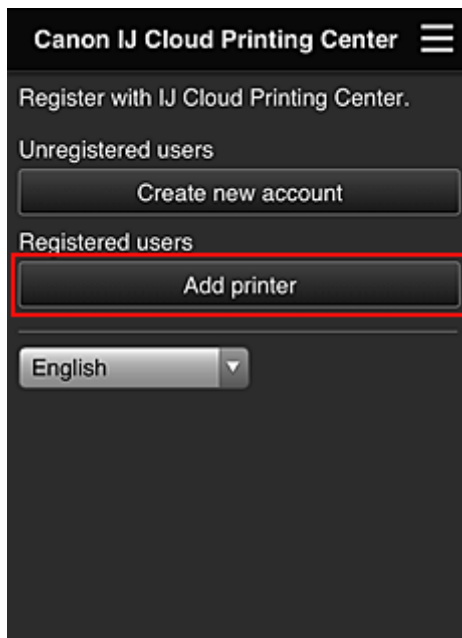 Canon IJ Cloud Printing Center
Register with IJ Cloud Printing Center.
Unregistered users
Create new account
Registered users
Add printer
English